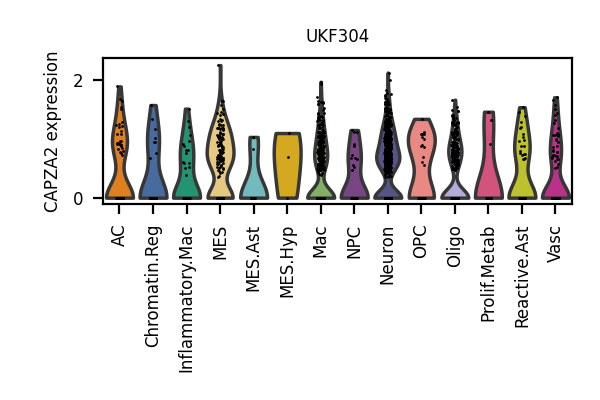 UKF304
CAPZA2 expression
2
0
AC
Chromatin.Reg
Inflammatory.Mac
MES
MES.Ast
MES.Hyp
Mac
NPC
Neuron
OPC
Oligo
Prolif.Metab
Reactive.Ast
Vasc